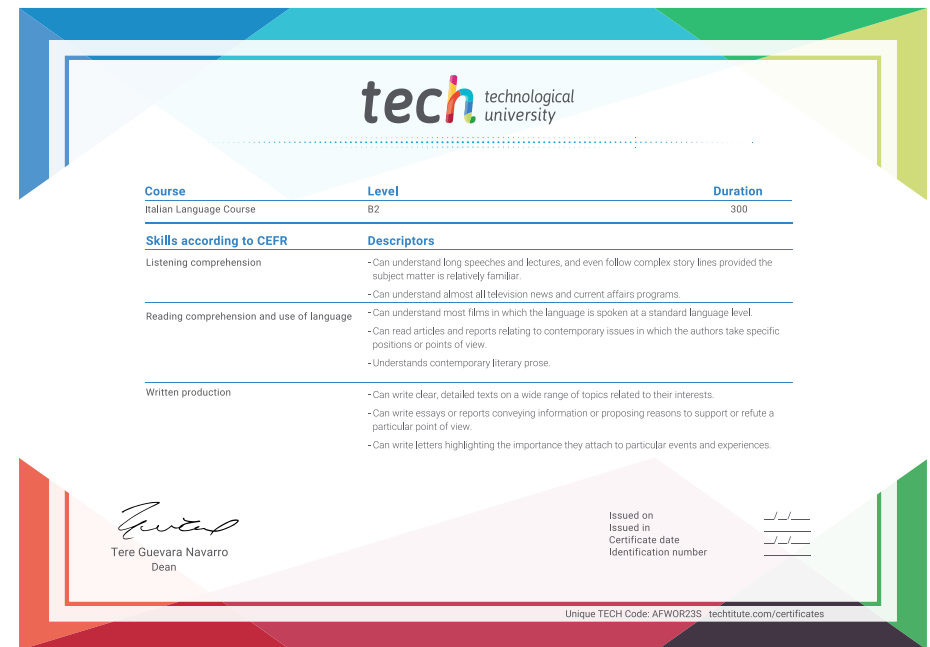 tech technological
university
Course Level Duration
Italian Language Course B2 300
Skills according to CEFR Descriptors
Listening comprehension - Can understand long speeches and lectures, and even follow complex story lines provided the
subject matter is relatively familiar.
- Can understand almost all television news and current affairs programs.
Reading comprehension and use of language - Can understand most films in which the language is spoken at a standard language level.
- Can read articles and reports relating to contemporary issues in which the authors take specific
positions or points of view.
- Understands contemporary literary prose.
Written production - Can write clear, detailed texts on a wide range of topics related to their interests.
- Can write essays or reports conveying information or proposing reasons to support or refute a
particular point of view.
- Can write letters highlighting the importance they attach to particular events and experiences.
Tere Guevara Navarro
Dean
Issued on __/__/____
Issued in ________
Certificate date __/__/____
Identification number ________
Unique TECH Code: AFWOR23S techtitute.com/certificates